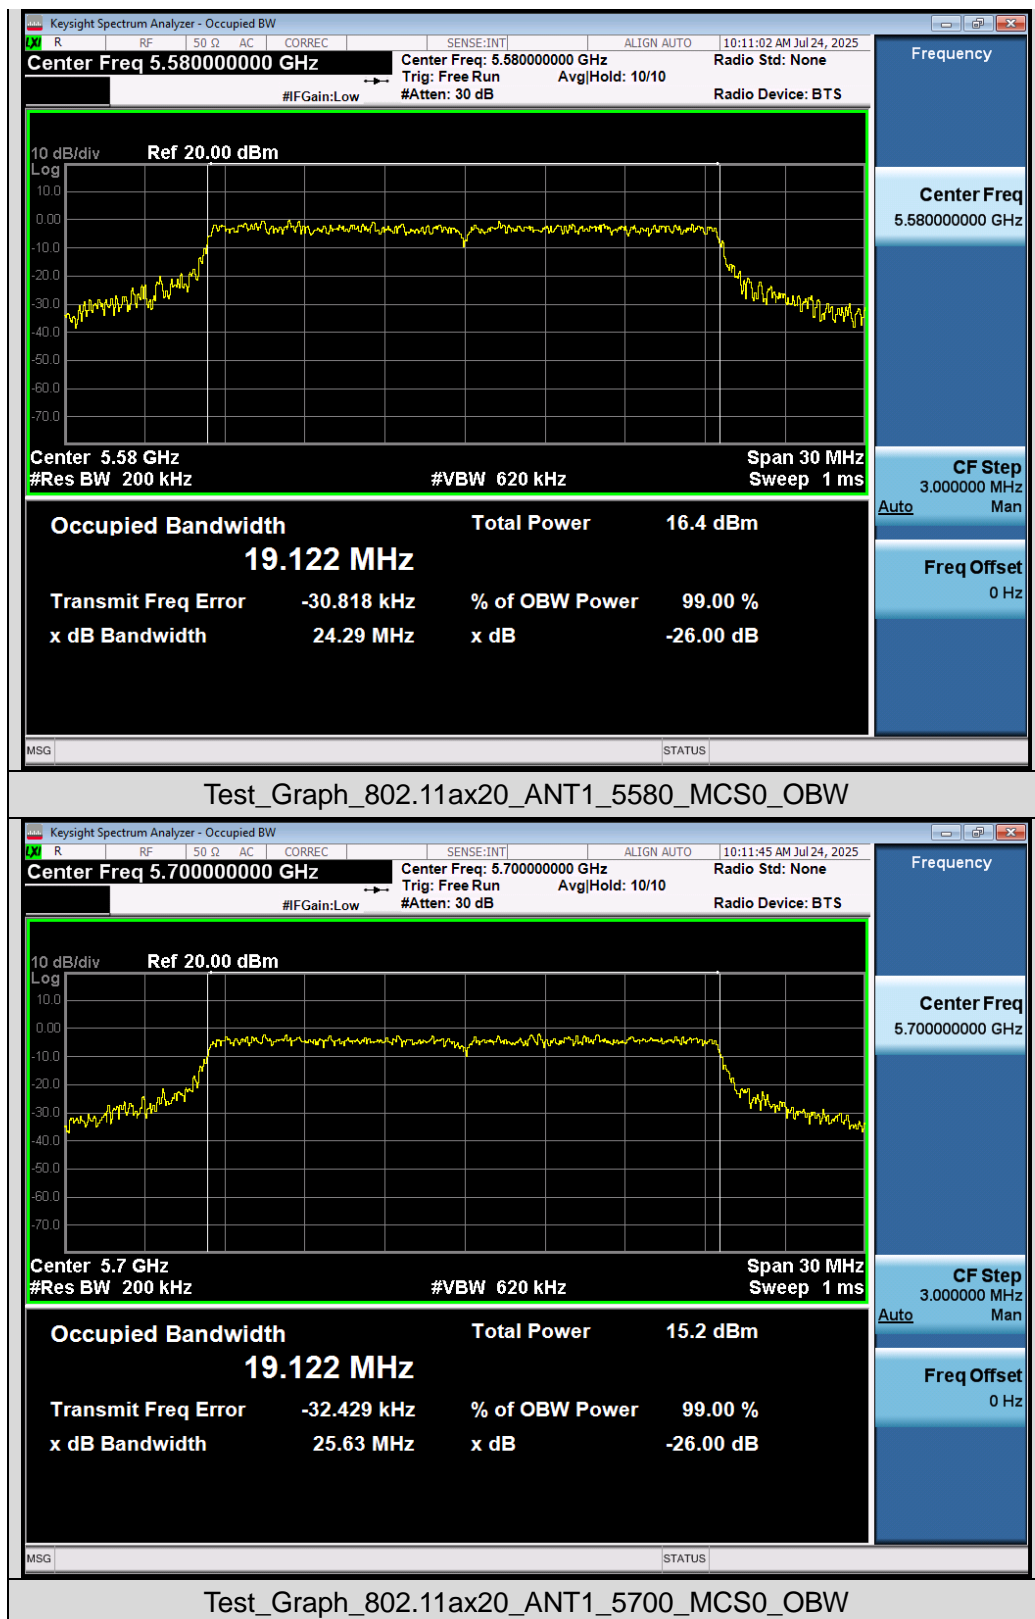 Keysight Spectrum Analyzer - Occupied BW
LXI R RF 50 Ω AC CORREC SENSE:INT ALIGN AUTO 10:11:02 AM Jul 24, 2025
Center Freq 5.580000000 GHz Center Freq: 5.580000000 GHz Radio Std: None Frequency
Trig: Free Run Avg|Hold: 10/10
#IFGain:Low #Atten: 30 dB Radio Device: BTS
10 dB/div Ref 20.00 dBm
Log
10.0
0.00
-10.0
-20.0
-30.0
-40.0
-50.0
-60.0
-70.0
Center 5.58 GHz Span 30 MHz
#Res BW 200 kHz #VBW 620 kHz Sweep 1 ms
Center Freq
5.580000000 GHz
CF Step
3.000000 MHz
Auto Man
Freq Offset
0 Hz
Occupied Bandwidth Total Power 16.4 dBm
19.122 MHz
Transmit Freq Error -30.818 kHz % of OBW Power 99.00 %
x dB Bandwidth 24.29 MHz x dB -26.00 dB
MSG STATUS
Test_Graph_802.11ax20_ANT1_5580_MCS0_OBW
Keysight Spectrum Analyzer - Occupied BW
LXI R RF 50 Ω AC CORREC SENSE:INT ALIGN AUTO 10:11:45 AM Jul 24, 2025
Center Freq 5.700000000 GHz Center Freq: 5.700000000 GHz Radio Std: None Frequency
Trig: Free Run Avg|Hold: 10/10
#IFGain:Low #Atten: 30 dB Radio Device: BTS
10 dB/div Ref 20.00 dBm
Log
10.0
0.00
-10.0
-20.0
-30.0
-40.0
-50.0
-60.0
-70.0
Center 5.7 GHz Span 30 MHz
#Res BW 200 kHz #VBW 620 kHz Sweep 1 ms
Center Freq
5.700000000 GHz
CF Step
3.000000 MHz
Auto Man
Freq Offset
0 Hz
Occupied Bandwidth Total Power 15.2 dBm
19.122 MHz
Transmit Freq Error -32.429 kHz % of OBW Power 99.00 %
x dB Bandwidth 25.63 MHz x dB -26.00 dB
MSG STATUS
Test_Graph_802.11ax20_ANT1_5700_MCS0_OBW